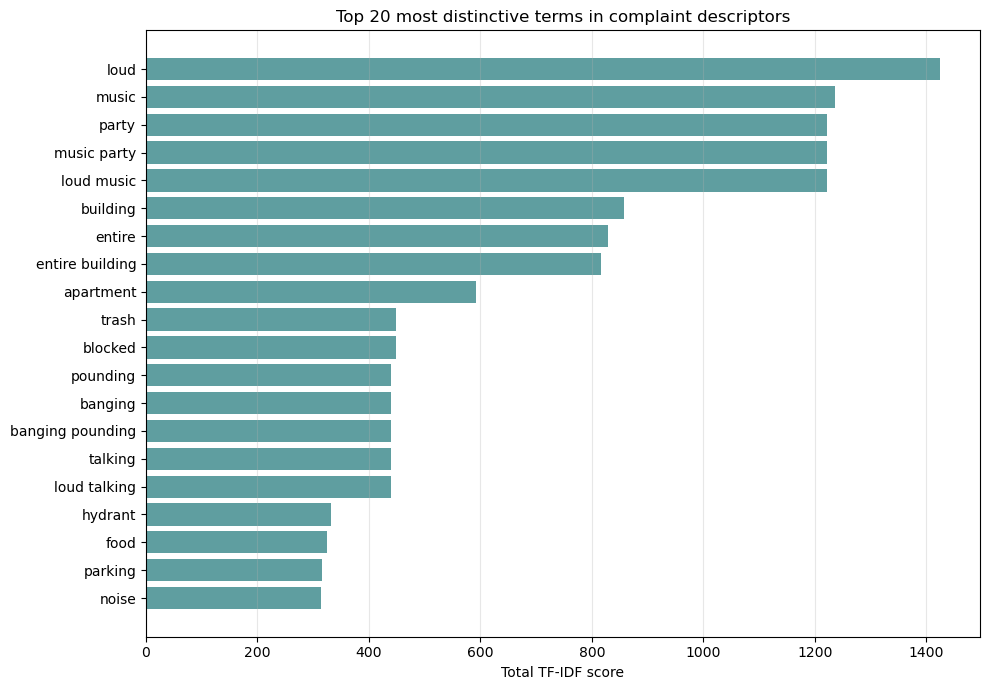 Top 20 most distinctive terms in complaint descriptors
loud
music
party
music party
loud music
building
entire
entire building
apartment
trash
blocked
pounding
banging
banging pounding
talking
loud talking
hydrant
food
parking
noise
0 200 400 600 800 1000 1200 1400
Total TF-IDF score